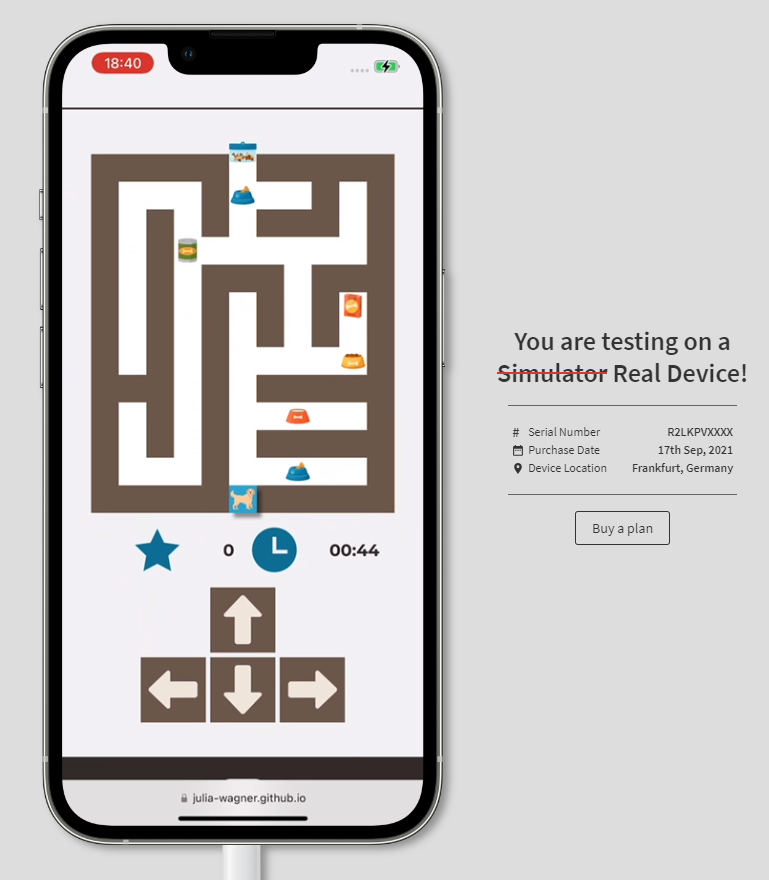 18:40
0
00:44
julia-wagner.github.io
You are testing on a
Simulator Real Device!
# Serial Number R2LKPVXXXX
Purchase Date 17th Sep, 2021
Device Location Frankfurt, Germany
Buy a plan